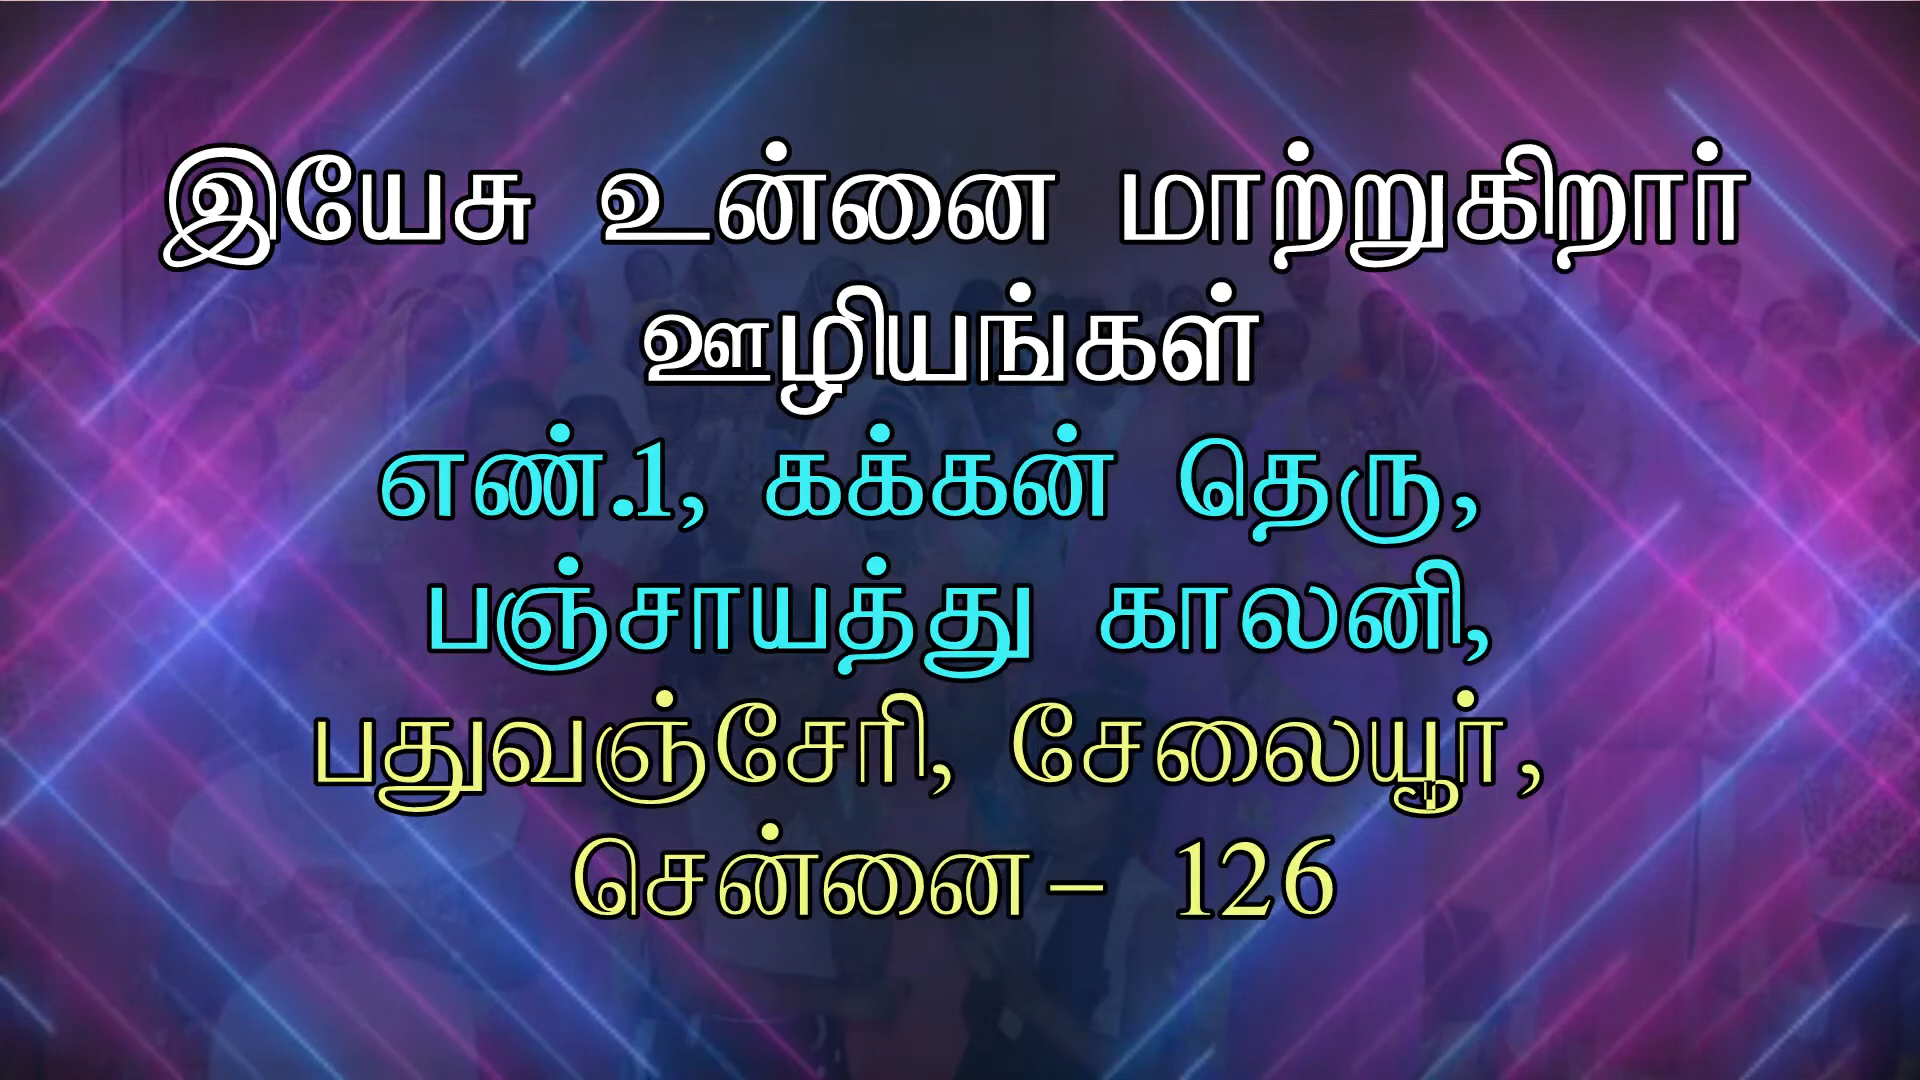 இயேசு உன்னை மாற்றுகிறார்
ஊழியங்கள்
எண்.1, கக்கன் தெரு,
பஞ்சாயத்து காலனி,
பதுவஞ்சேரி, சேலையூர்,
சென்னை– 126